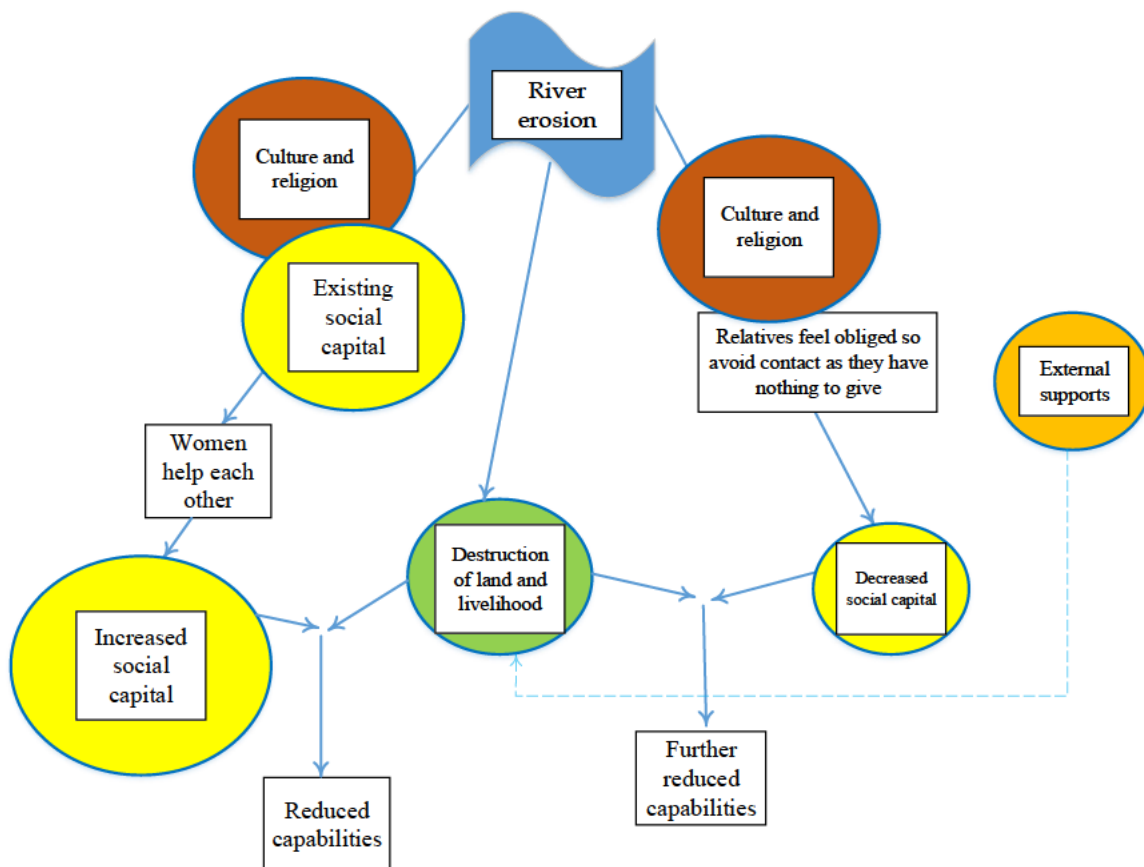 River
erosion
Culture and
religion
Culture and
religion
Existing
social
capital
Relatives feel obliged so
avoid contact as they have
nothing to give
External
supports
Women
help each
other
Destruction
of land and
livelihood
Decreased
social capital
Increased
social
capital
Further
reduced
capabilities
Reduced
capabilities